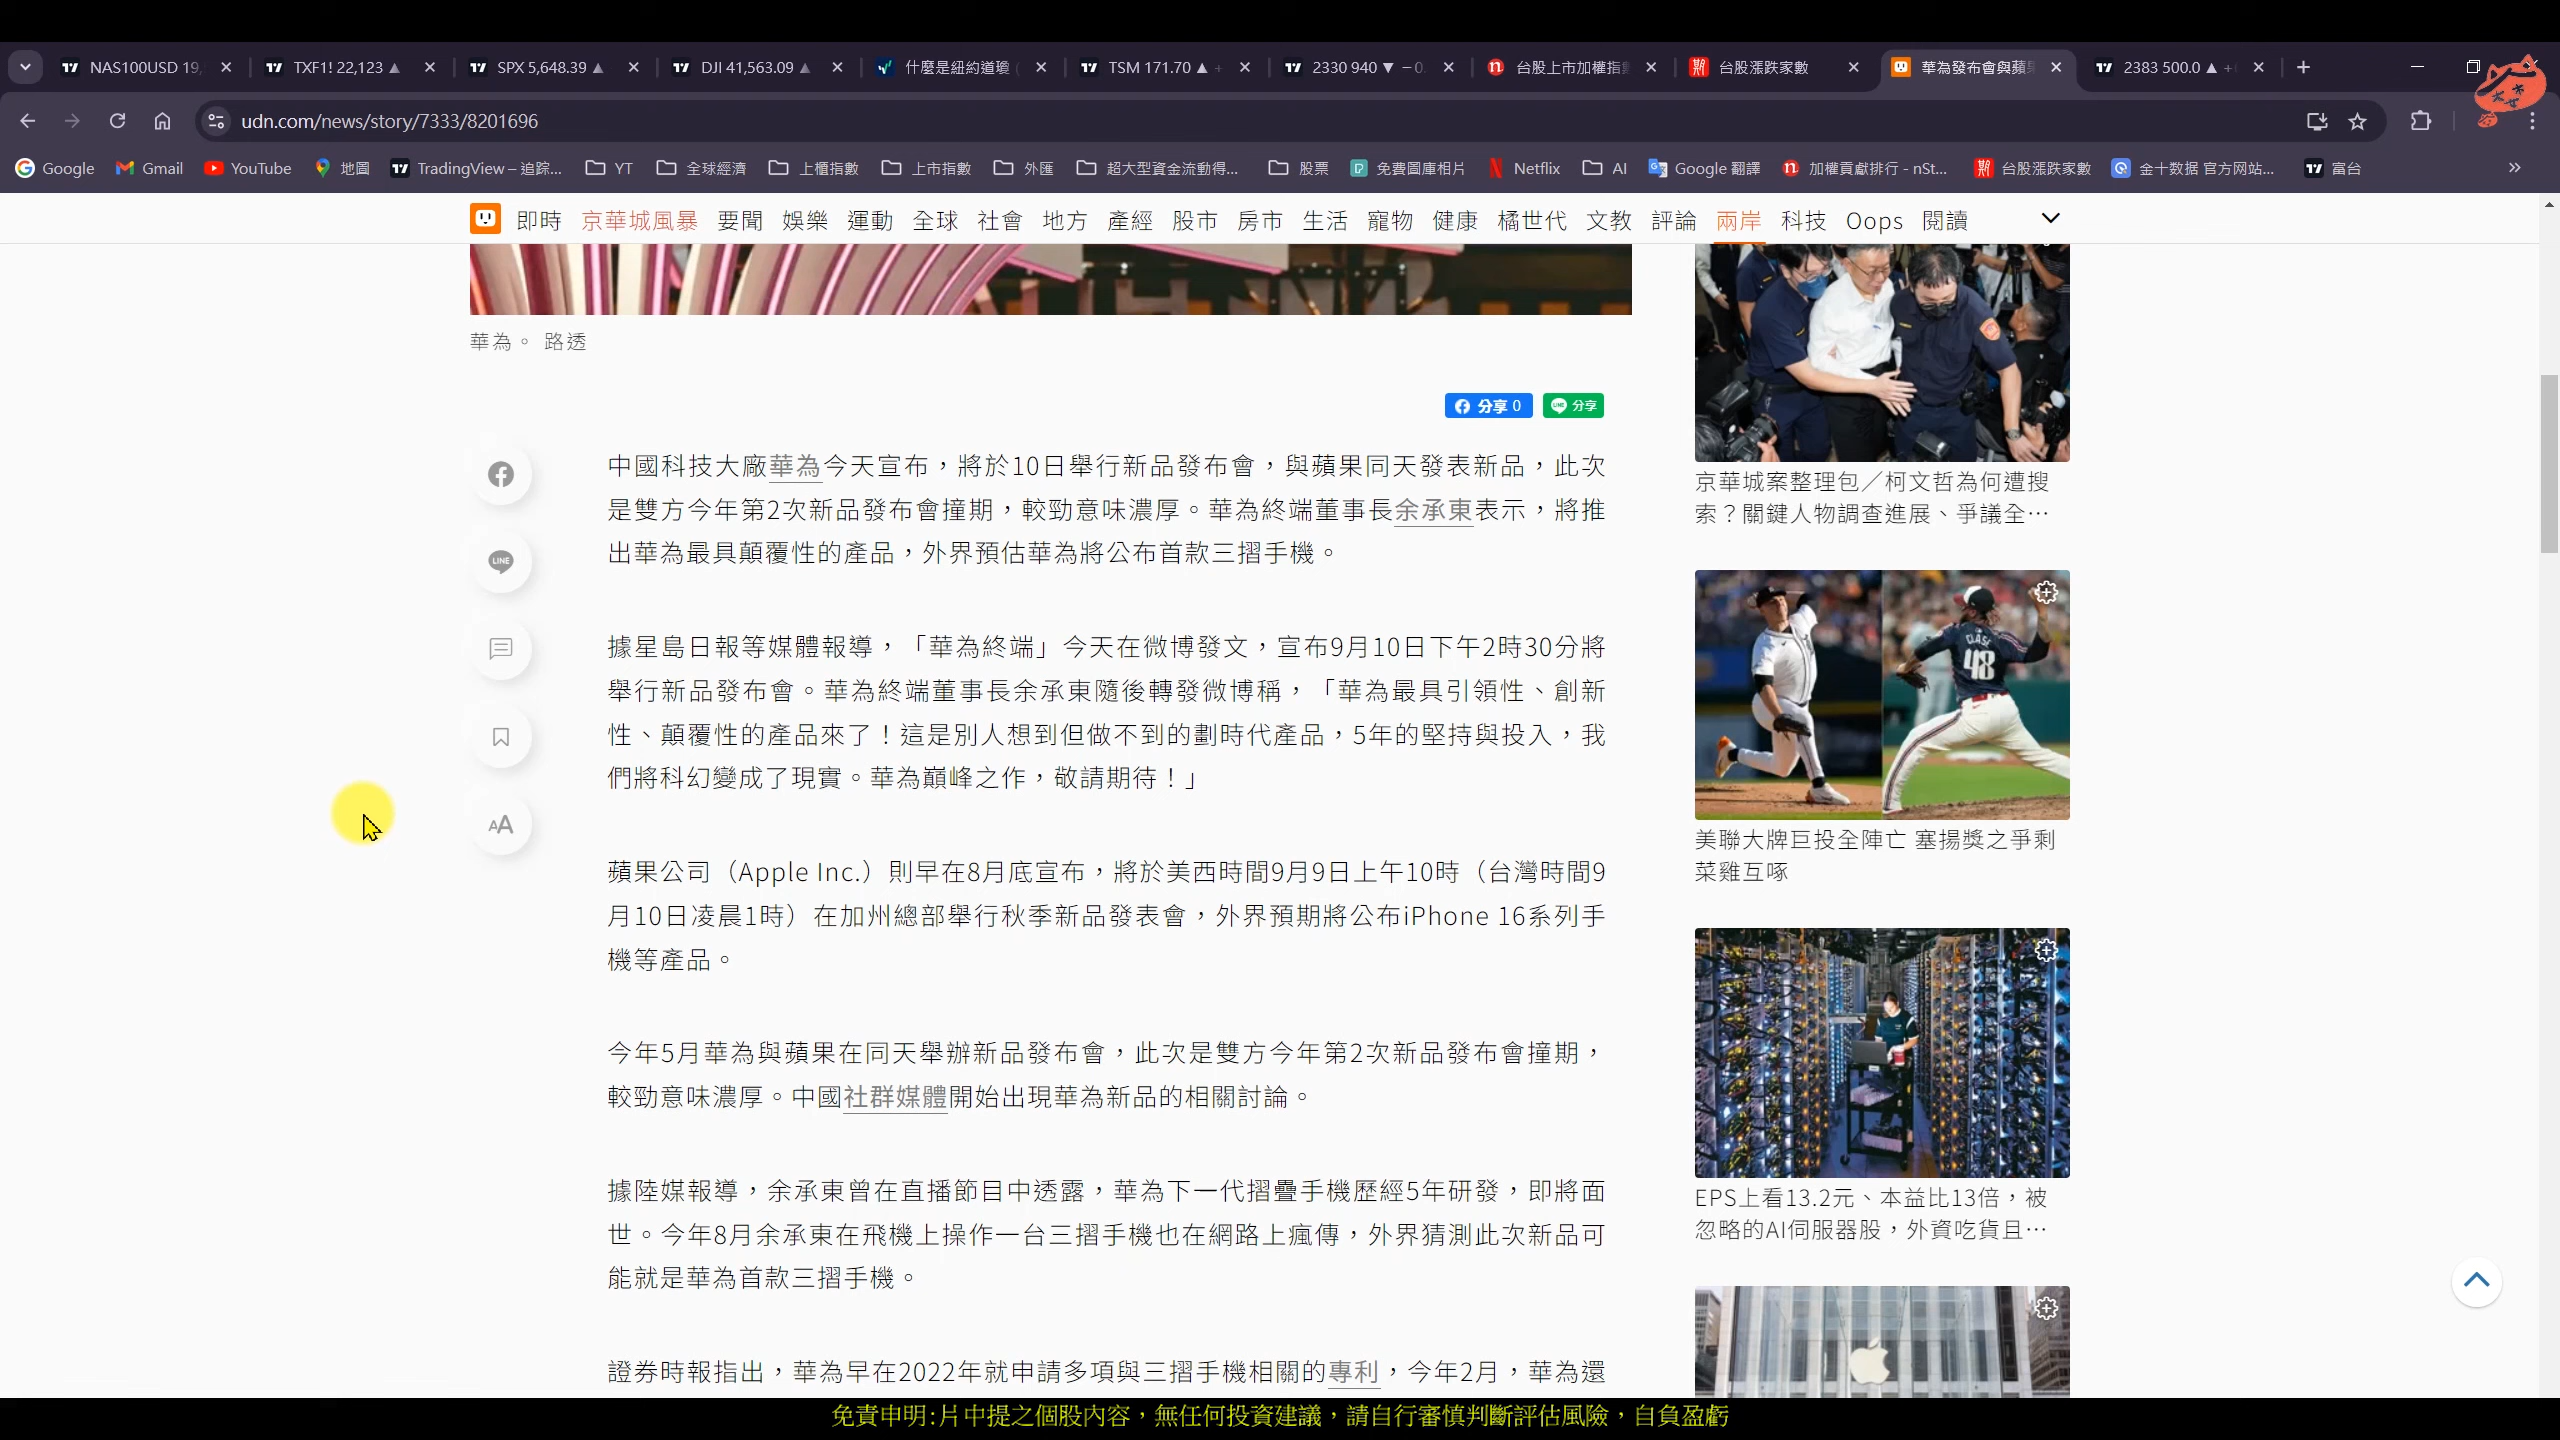 NAS100USD 19,
TXF1! 22,123 ▲
SPX 5,648.39 ▲
DJI 41,563.09 ▲
什麼是紐約道瓊
TSM 171.70 ▲
2330 940 ▼ −0.
台股上市加權指
台股漲跌家數
華為發布會與蘋
2383 500.0 ▲
udn.com/news/story/7333/8201696
Google
Gmail
YouTube
地圖
TradingView – 追踪...
YT
全球經濟
上櫃指數
上市指數
外匯
超大型資金流動得...
股票
免費圖庫相片
Netflix
AI
Google 翻譯
加權貢獻排行 - nSt...
台股漲跌家數
金十数据 官方网站...
富台
即時 京華城風暴 要聞 娛樂 運動 全球 社會 地方 產經 股市 房市 生活 寵物 健康 橘世代 文教 評論 兩岸 科技 Oops 閱讀
華為。 路透
分享 0
分享
中國科技大廠華為今天宣布，將於10日舉行新品發布會，與蘋果同天發表新品，此次
是雙方今年第2次新品發布會撞期，較勁意味濃厚。華為終端董事長余承東表示，將推
出華為最具顛覆性的產品，外界預估華為將公布首款三摺手機。
據星島日報等媒體報導，「華為終端」今天在微博發文，宣布9月10日下午2時30分將
舉行新品發布會。華為終端董事長余承東隨後轉發微博稱，「華為最具引領性、創新
性、顛覆性的產品來了！這是別人想到但做不到的劃時代產品，5年的堅持與投入，我
們將科幻變成了現實。華為巔峰之作，敬請期待！」
蘋果公司（Apple Inc.）則早在8月底宣布，將於美西時間9月9日上午10時（台灣時間9
月10日凌晨1時）在加州總部舉行秋季新品發表會，外界預期將公布iPhone 16系列手
機等產品。
今年5月華為與蘋果在同天舉辦新品發布會，此次是雙方今年第2次新品發布會撞期，
較勁意味濃厚。中國社群媒體開始出現華為新品的相關討論。
據陸媒報導，余承東曾在直播節目中透露，華為下一代摺疊手機歷經5年研發，即將面
世。今年8月余承東在飛機上操作一台三摺手機也在網路上瘋傳，外界猜測此次新品可
能就是華為首款三摺手機。
證券時報指出，華為早在2022年就申請多項與三摺手機相關的專利，今年2月，華為還
LINE
AA
京華城案整理包／柯文哲為何遭搜
索？關鍵人物調查進展、爭議全…
CLASE
48
美聯大牌巨投全陣亡 塞揚獎之爭剩
菜雞互啄
EPS上看13.2元、本益比13倍，被
忽略的AI伺服器股，外資吃貨且…
免責申明:片中提之個股內容，無任何投資建議，請自行審慎判斷評估風險，自負盈虧